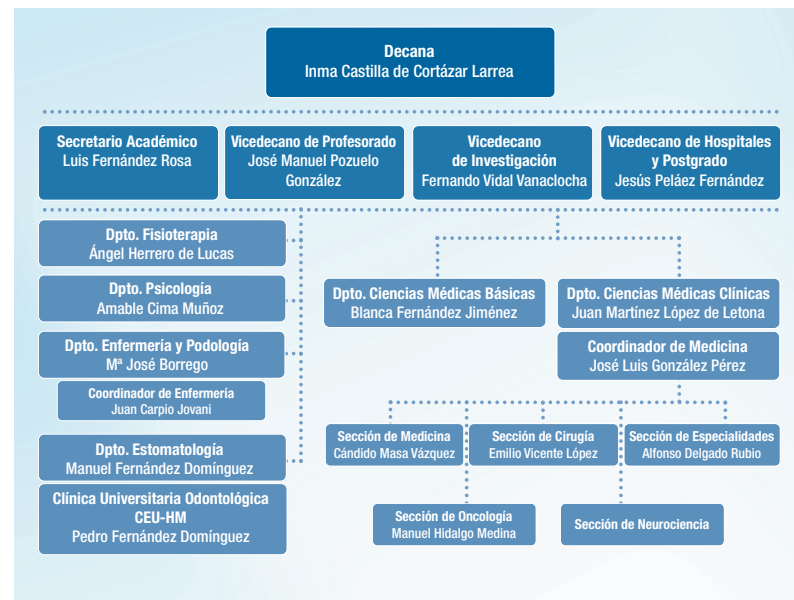 Decana
Inma Castilla de Cortázar Larrea
Secretario Académico
Luis Fernández Rosa
Vicedecano de Profesorado
José Manuel Pozuelo
González
Vicedecano
de Investigación
Fernando Vidal Vanaclocha
Vicedecano de Hospitales
y Postgrado
Jesús Peláez Fernández
Dpto. Fisioterapia
Ángel Herrero de Lucas
Dpto. Psicología
Amable Cima Muñoz
Dpto. Enfermería y Podología
Mª José Borrego
Coordinador de Enfermería
Juan Carpio Jovani
Dpto. Estomatología
Manuel Fernández Domínguez
Clínica Universitaria Odontológica
CEU-HM
Pedro Fernández Domínguez
Dpto. Ciencias Médicas Básicas
Blanca Fernández Jiménez
Dpto. Ciencias Médicas Clínicas
Juan Martínez López de Letona
Coordinador de Medicina
José Luis González Pérez
Sección de Medicina
Cándido Masa Vázquez
Sección de Cirugía
Emilio Vicente López
Sección de Especialidades
Alfonso Delgado Rubio
Sección de Oncología
Manuel Hidalgo Medina
Sección de Neurociencia